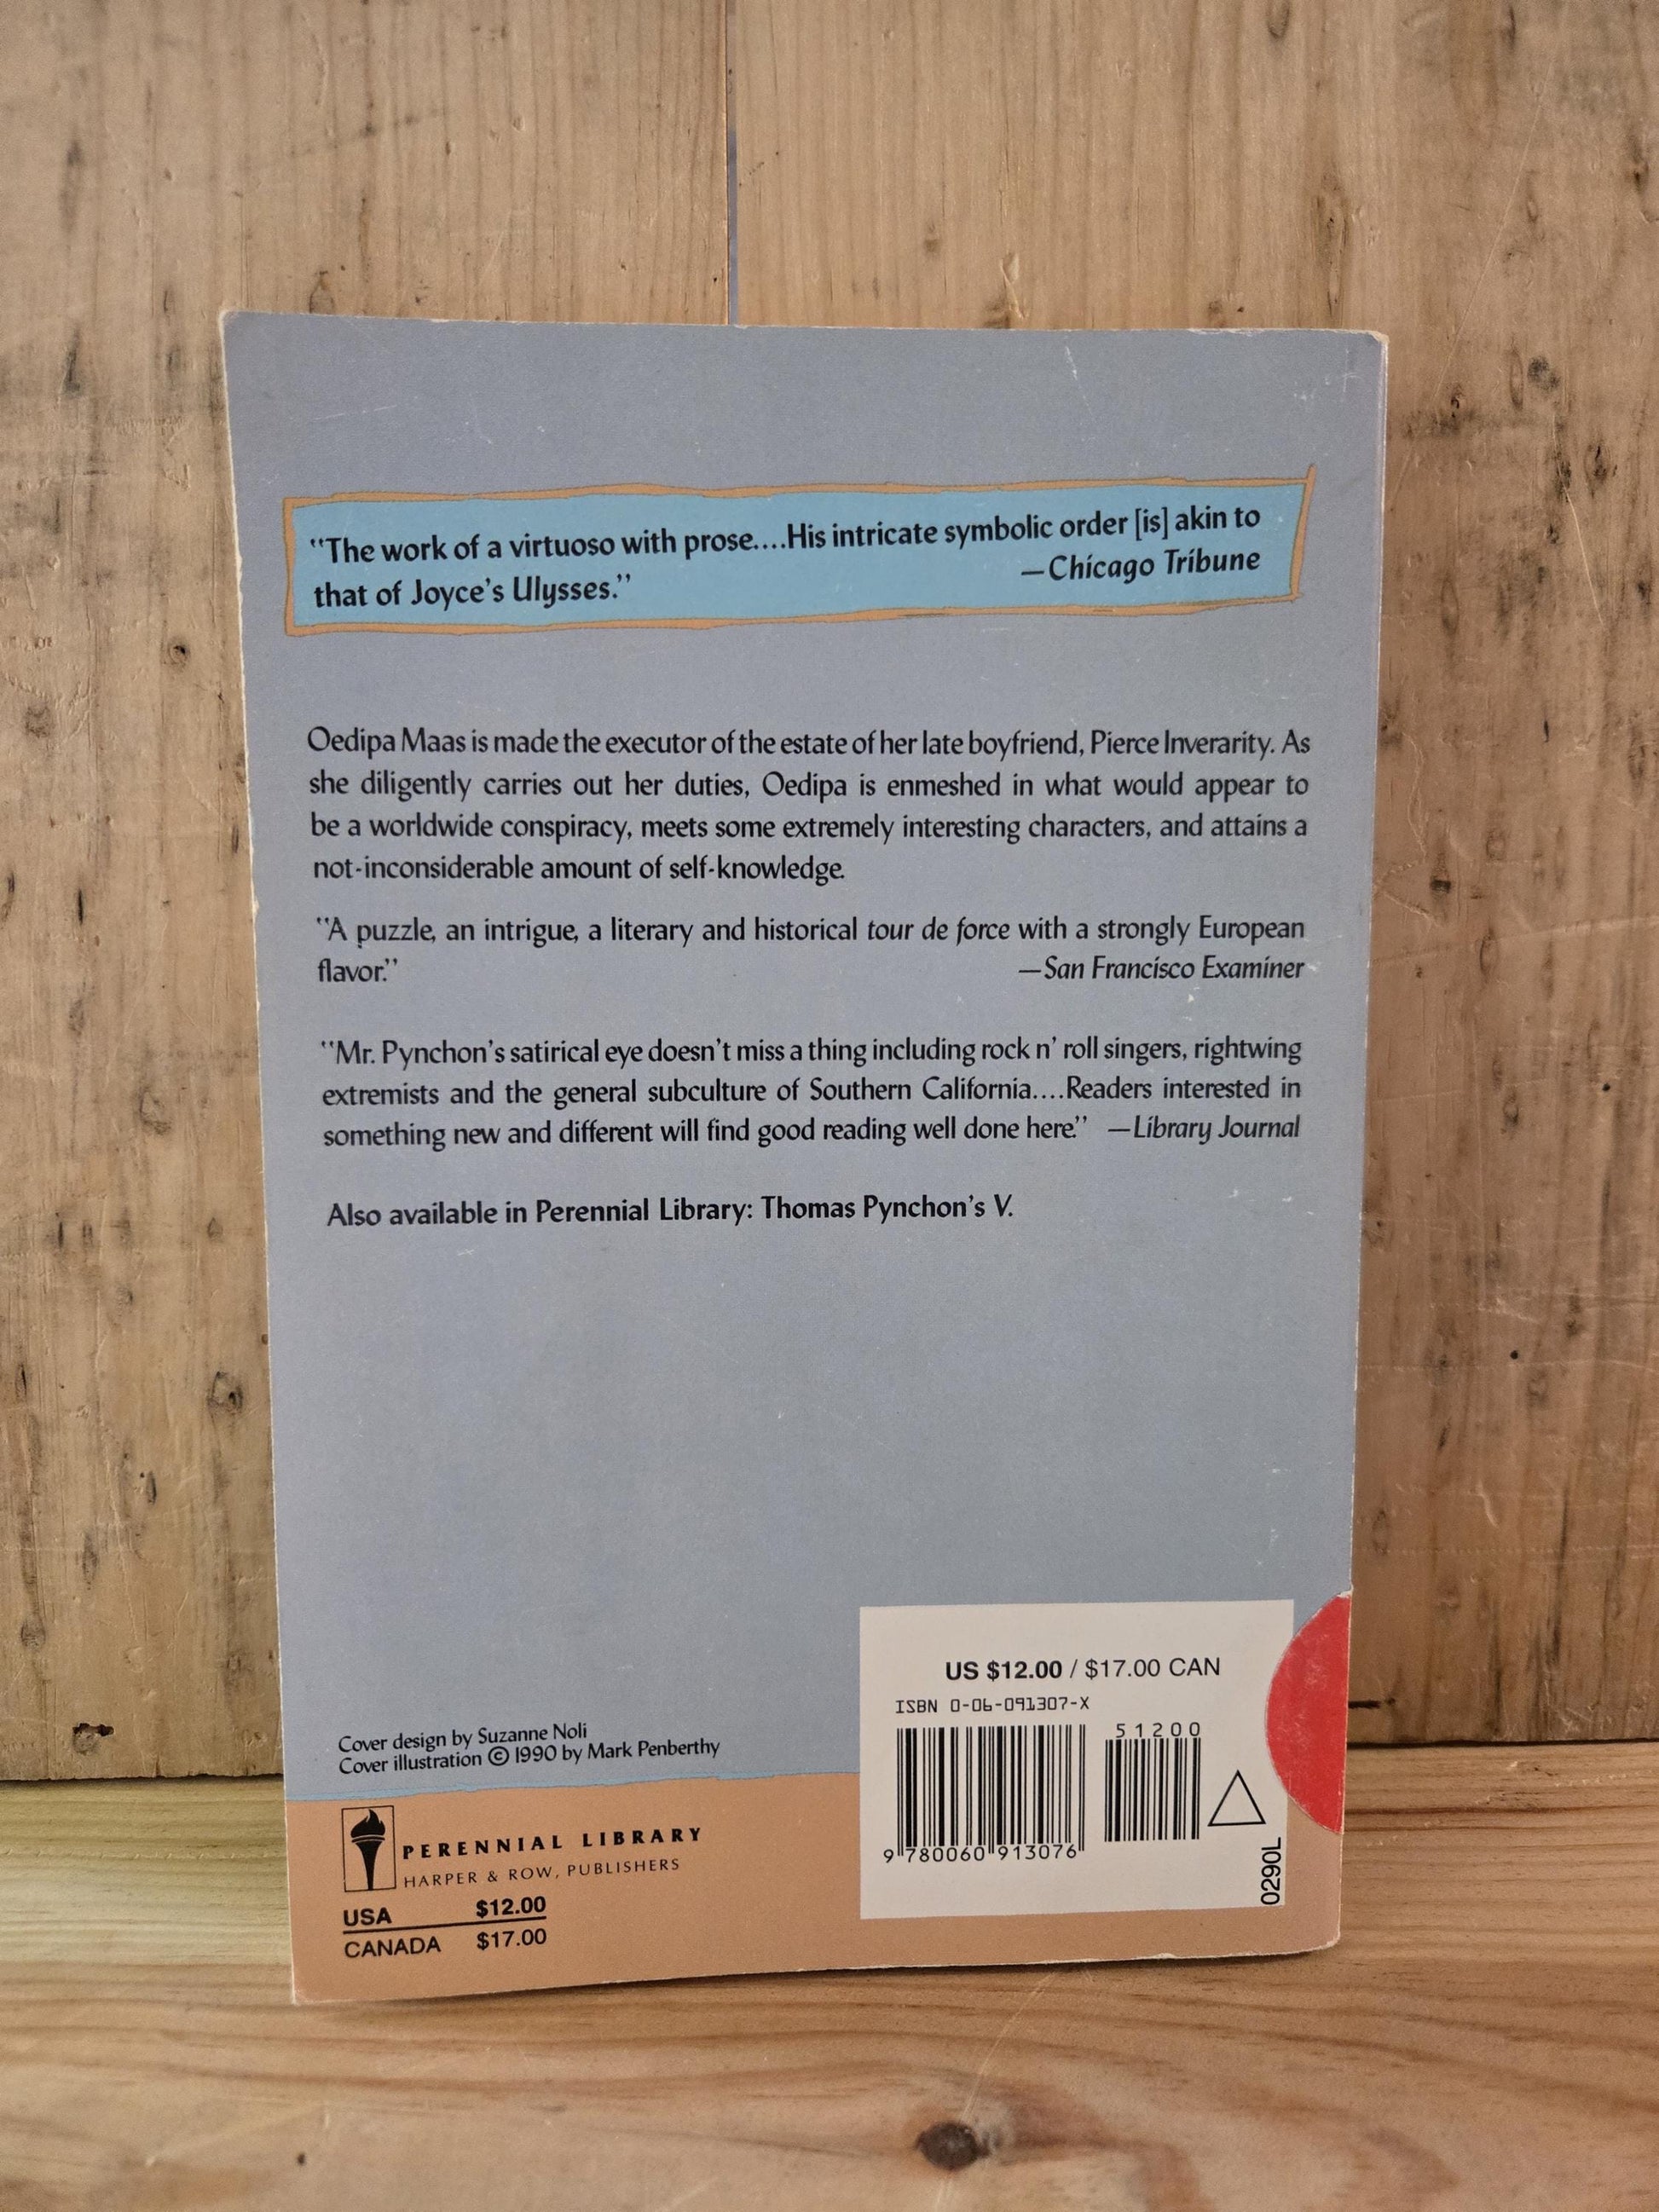 "The work of a virtuoso with prose....His intricate symbolic order [is] akin to
that of Joyce's Ulysses." —Chicago Tribune
Oedipa Maas is made the executor of the estate of her late boyfriend, Pierce Inverarity. As
she diligently carries out her duties, Oedipa is enmeshed in what would appear to
be a worldwide conspiracy, meets some extremely interesting characters, and attains a
not-inconsiderable amount of self-knowledge.
"A puzzle, an intrigue, a literary and historical tour de force with a strongly European
flavor." —San Francisco Examiner
"Mr. Pynchon's satirical eye doesn't miss a thing including rock n' roll singers, rightwing
extremists and the general subculture of Southern California....Readers interested in
something new and different will find good reading well done here." —Library Journal
Also available in Perennial Library: Thomas Pynchon's V.
Cover design by Suzanne Noli
Cover illustration © 1990 by Mark Penberthy
PERENNIAL LIBRARY
HARPER & ROW, PUBLISHERS
USA $12.00
CANADA $17.00
US $12.00 / $17.00 CAN
ISBN 0-06-091307-X
51200
9 780060 913076
0290L